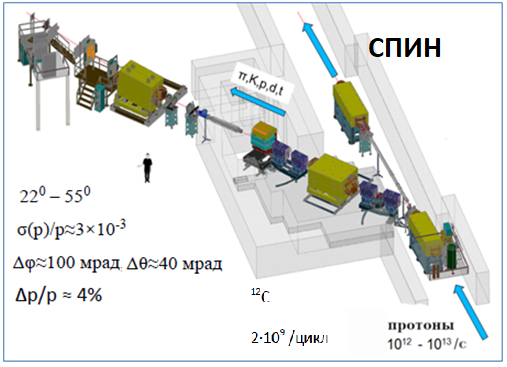 СПИН
π,K,p,d,t
22⁰ – 55⁰
σ(p)/p≈3×10⁻³
Δφ≈100 мрад, Δθ≈40 мрад
Δp/p ≈ 4%
¹²C
2·10⁹ /цикл
протоны
10¹² - 10¹³ /с